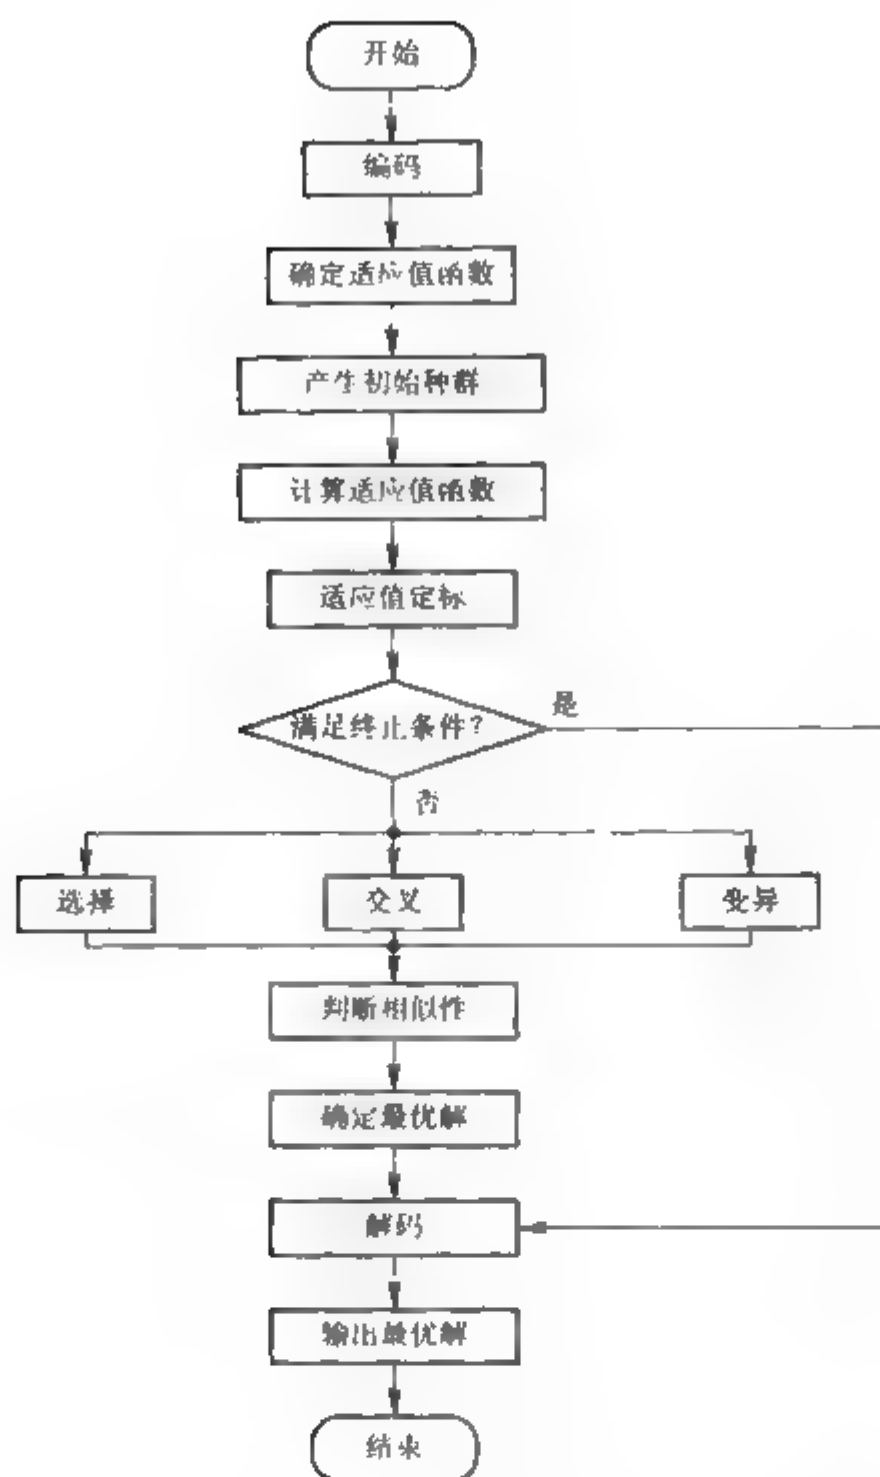 开始
编码
确定适应值函数
产生初始种群
计算适应值函数
适应值定标
满足终止条件?
是
否
选择
交叉
变异
判断相似性
确定最优解
解码
输出最优解
结束